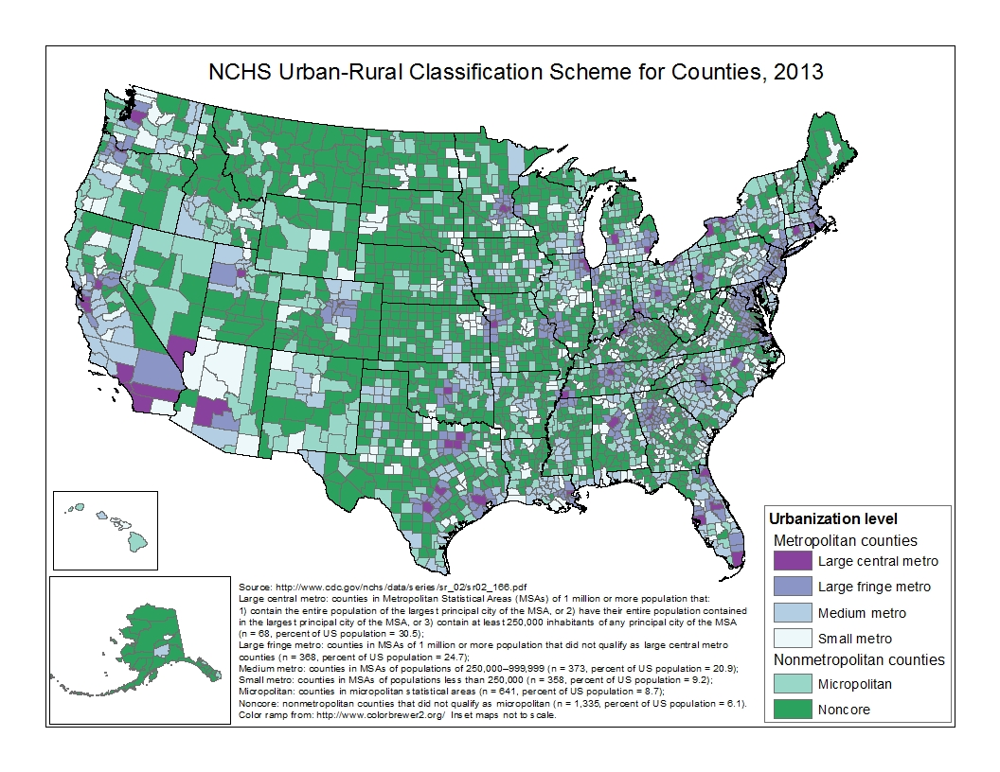 NCHS Urban-Rural Classification Scheme for Counties, 2013
Urbanization level
Metropolitan counties
Large central metro
Large fringe metro
Medium metro
Small metro
Nonmetropolitan counties
Micropolitan
Noncore
Source: http://www.cdc.gov/nchs/data/series/sr_02/sr02_166.pdf
Large central metro: counties in Metropolitan Statistical Areas (MSAs) of 1 million or more population that:
1) contain the entire population of the largest principal city of the MSA, or 2) have their entire population contained
in the largest principal city of the MSA, or 3) contain at least 250,000 inhabitants of any principal city of the MSA
(n = 68, percent of US population = 30.5);
Large fringe metro: counties in MSAs of 1 million or more population that did not qualify as large central metro
counties (n = 368, percent of US population = 24.7);
Medium metro: counties in MSAs of populations of 250,000–999,999 (n = 373, percent of US population = 20.9);
Small metro: counties in MSAs of populations less than 250,000 (n = 358, percent of US population = 9.2);
Micropolitan: counties in micropolitan statistical areas (n = 641, percent of US population = 8.7);
Noncore: nonmetropolitan counties that did not qualify as micropolitan (n = 1,335, percent of US population = 6.1).
Color ramp from: http://www.colorbrewer2.org/ Inset maps not to scale.